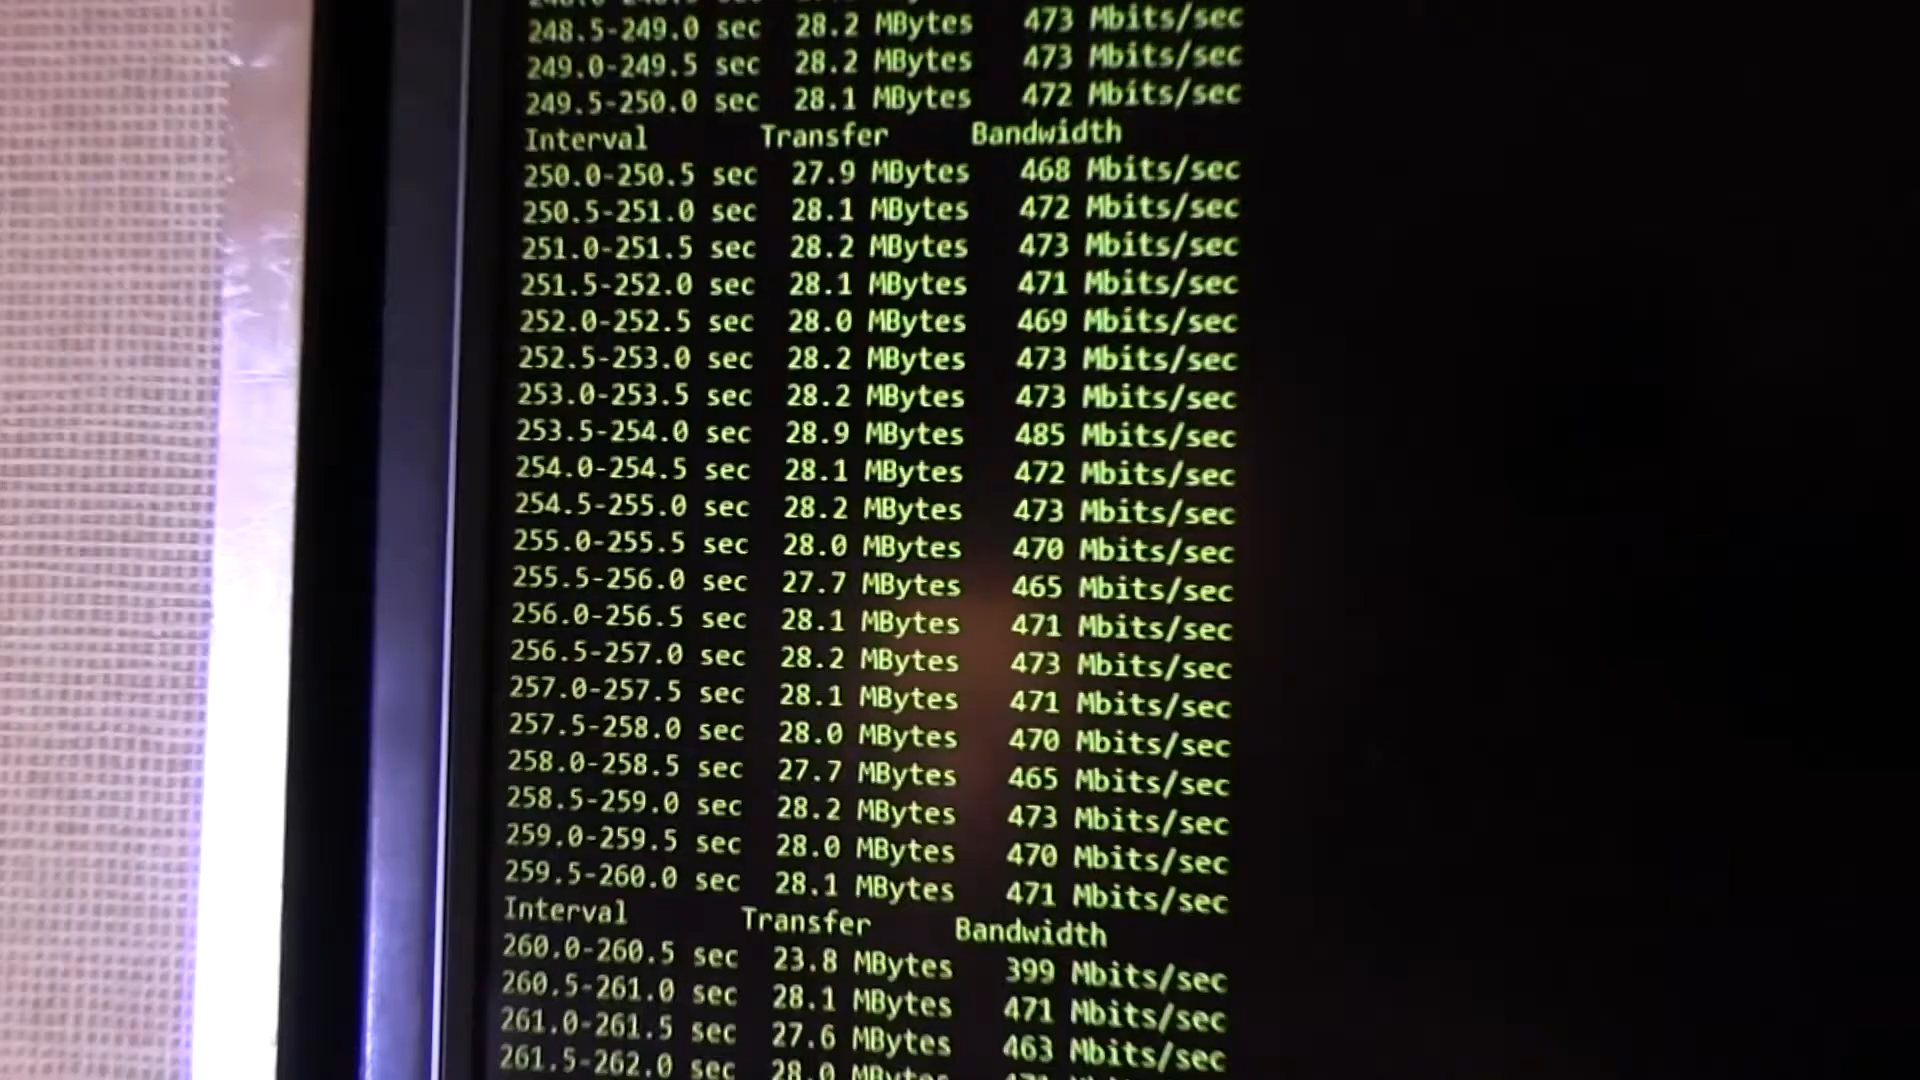 248.5-249.0 sec 28.2 MBytes 473 Mbits/sec
249.0-249.5 sec 28.2 MBytes 473 Mbits/sec
249.5-250.0 sec 28.1 MBytes 472 Mbits/sec
Interval Transfer Bandwidth
250.0-250.5 sec 27.9 MBytes 468 Mbits/sec
250.5-251.0 sec 28.1 MBytes 472 Mbits/sec
251.0-251.5 sec 28.2 MBytes 473 Mbits/sec
251.5-252.0 sec 28.1 MBytes 471 Mbits/sec
252.0-252.5 sec 28.0 MBytes 469 Mbits/sec
252.5-253.0 sec 28.2 MBytes 473 Mbits/sec
253.0-253.5 sec 28.2 MBytes 473 Mbits/sec
253.5-254.0 sec 28.9 MBytes 485 Mbits/sec
254.0-254.5 sec 28.1 MBytes 472 Mbits/sec
254.5-255.0 sec 28.2 MBytes 473 Mbits/sec
255.0-255.5 sec 28.0 MBytes 470 Mbits/sec
255.5-256.0 sec 27.7 MBytes 465 Mbits/sec
256.0-256.5 sec 28.1 MBytes 471 Mbits/sec
256.5-257.0 sec 28.2 MBytes 473 Mbits/sec
257.0-257.5 sec 28.1 MBytes 471 Mbits/sec
257.5-258.0 sec 28.0 MBytes 470 Mbits/sec
258.0-258.5 sec 27.7 MBytes 465 Mbits/sec
258.5-259.0 sec 28.2 MBytes 473 Mbits/sec
259.0-259.5 sec 28.0 MBytes 470 Mbits/sec
259.5-260.0 sec 28.1 MBytes 471 Mbits/sec
Interval Transfer Bandwidth
260.0-260.5 sec 23.8 MBytes 399 Mbits/sec
260.5-261.0 sec 28.1 MBytes 471 Mbits/sec
261.0-261.5 sec 27.6 MBytes 463 Mbits/sec
261.5-262.0 sec 28.0 MBytes